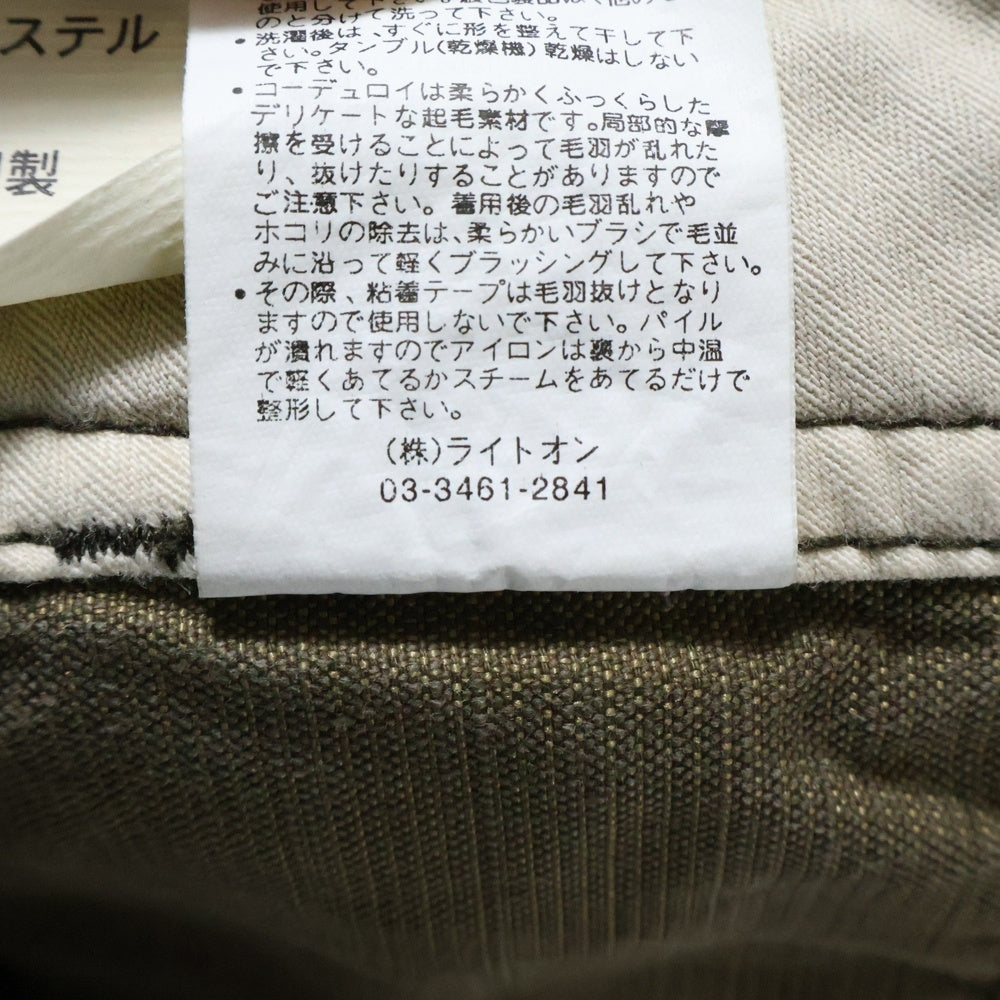 ステル
製
使用して下さい。
のと分けて洗って下さい。
・洗濯後は、すぐに形を整えて干して下
さい。タンブル(乾燥機)乾燥はしない
で下さい。
・コーデュロイは柔らかくふっくらした
デリケートな起毛素材です。局部的な摩
擦を受けることによって毛羽が乱れた
り、抜けたりすることがありますので
ご注意下さい。着用後の毛羽乱れや
ホコリの除去は、柔らかいブラシで毛並
みに沿って軽くブラッシングして下さい。
・その際、粘着テープは毛羽抜けとなり
ますので使用しないで下さい。パイル
が潰れますのでアイロンは裏から中温
で軽くあてるかスチームをあてるだけで
整形して下さい。
(株)ライトオン
03-3461-2841